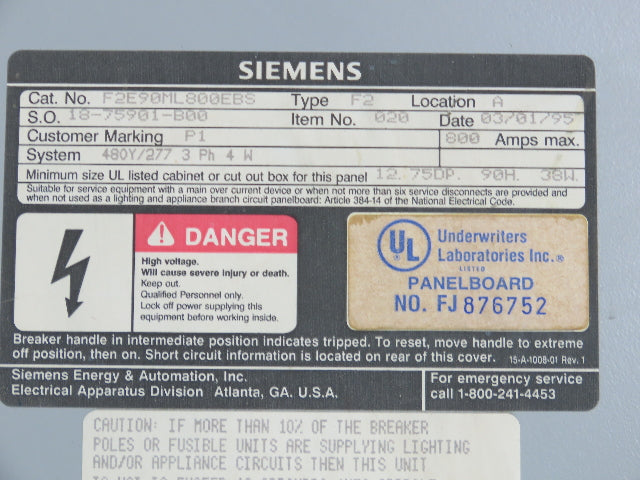 SIEMENS
Cat. No. F2E90ML800EBS Type F2 Location A
S.O. 18-75901-B00 Item No. 020 Date 03/01/95
Customer Marking P1 800 Amps max.
System 480Y/277 3 Ph 4 W
Minimum size UL listed cabinet or cut out box for this panel 12.75DP. 90H. 38W.
Suitable for service equipment with a main over current device or when not more than six service disconnects are provided and
when not used as a lighting and appliance branch circuit panelboard: Article 384-14 of the National Electrical Code.
DANGER
High voltage.
Will cause severe injury or death.
Keep out.
Qualified Personnel only.
Lock off power supplying this
equipment before working inside.
UL
Underwriters
Laboratories Inc.®
LISTED
PANELBOARD
NO. FJ 876752
Breaker handle in intermediate position indicates tripped. To reset, move handle to extreme
off position, then on. Short circuit information is located on rear of this cover. 15-A-1008-01 Rev. 1
Siemens Energy & Automation, Inc.
Electrical Apparatus Division Atlanta, GA. U.S.A.
For emergency service
call 1-800-241-4453
CAUTION: IF MORE THAN 10% OF THE BREAKER
POLES OR FUSIBLE UNITS ARE SUPPLYING LIGHTING
AND/OR APPLIANCE CIRCUITS THEN THIS UNIT